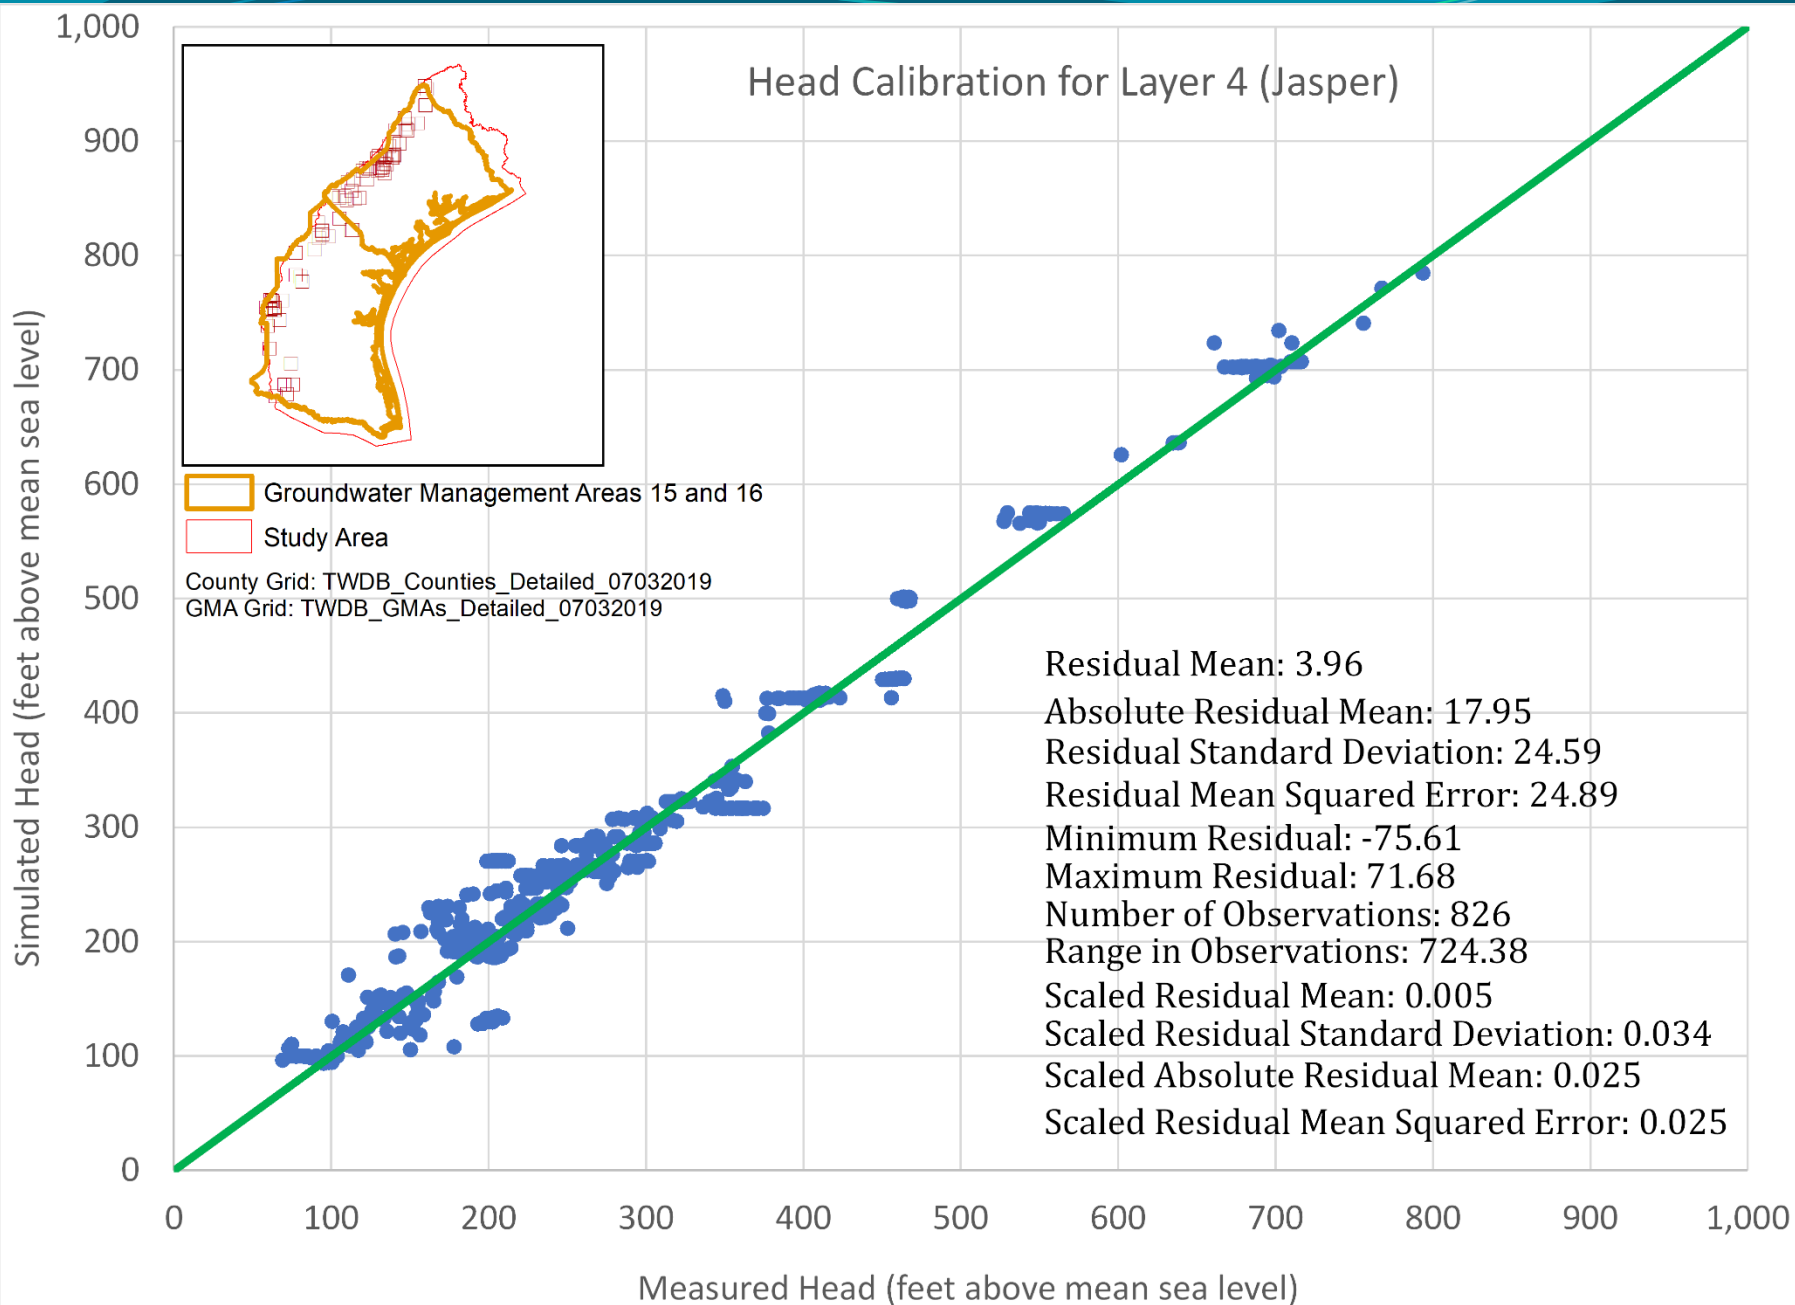 Head Calibration for Layer 4 (Jasper)
Simulated Head (feet above mean sea level)
1,000
900
800
700
600
500
400
300
200
100
0
Groundwater Management Areas 15 and 16
Study Area
County Grid: TWDB_Counties_Detailed_07032019
GMA Grid: TWDB_GMAs_Detailed_07032019
Residual Mean: 3.96
Absolute Residual Mean: 17.95
Residual Standard Deviation: 24.59
Residual Mean Squared Error: 24.89
Minimum Residual: -75.61
Maximum Residual: 71.68
Number of Observations: 826
Range in Observations: 724.38
Scaled Residual Mean: 0.005
Scaled Residual Standard Deviation: 0.034
Scaled Absolute Residual Mean: 0.025
Scaled Residual Mean Squared Error: 0.025
0 100 200 300 400 500 600 700 800 900 1,000
Measured Head (feet above mean sea level)